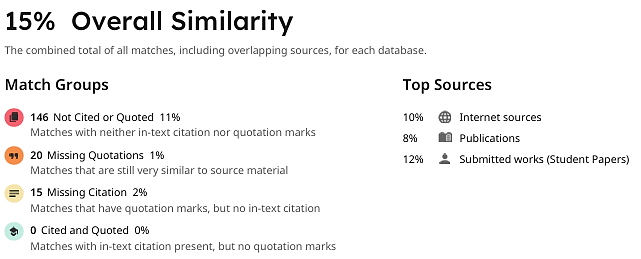 15% Overall Similarity
The combined total of all matches, including overlapping sources, for each database.
Match Groups
146 Not Cited or Quoted 11%
Matches with neither in-text citation nor quotation marks
20 Missing Quotations 1%
Matches that are still very similar to source material
15 Missing Citation 2%
Matches that have quotation marks, but no in-text citation
0 Cited and Quoted 0%
Matches with in-text citation present, but no quotation marks
Top Sources
10% Internet sources
8% Publications
12% Submitted works (Student Papers)